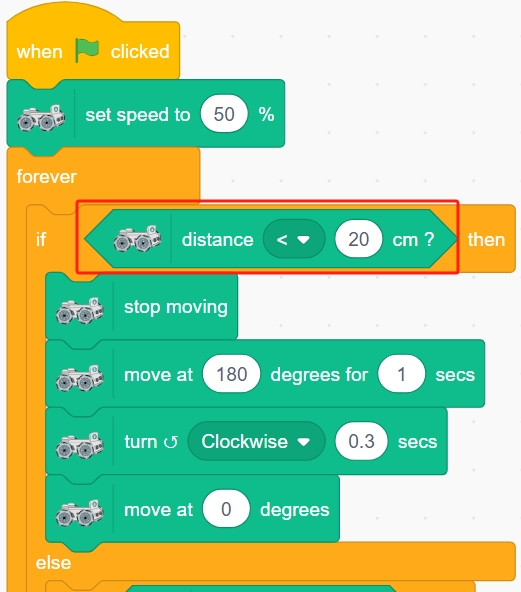 when clicked
set speed to 50 %
forever
if distance < 20 cm ? then
stop moving
move at 180 degrees for 1 secs
turn ↺ Clockwise 0.3 secs
move at 0 degrees
else